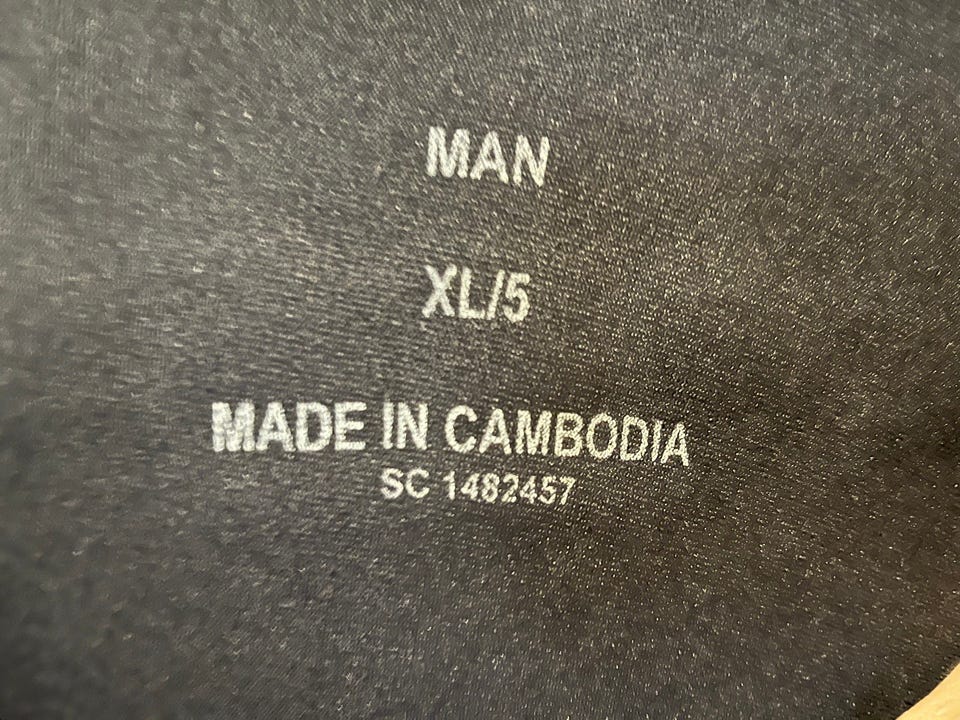 MAN
XL/5
MADE IN CAMBODIA
SC 1482457